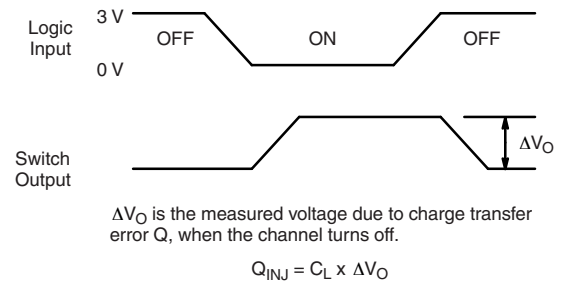 Logic
Input
3 V
0 V
OFF
ON
OFF
Switch
Output
ΔVO
ΔVO is the measured voltage due to charge transfer
error Q, when the channel turns off.
QINJ = CL x ΔVO